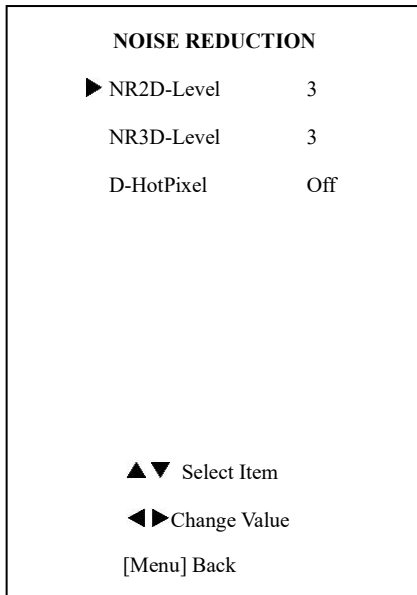 NOISE REDUCTION
▶ NR2D-Level 3
NR3D-Level 3
D-HotPixel Off
▲▼ Select Item
◀▶Change Value
[Menu] Back